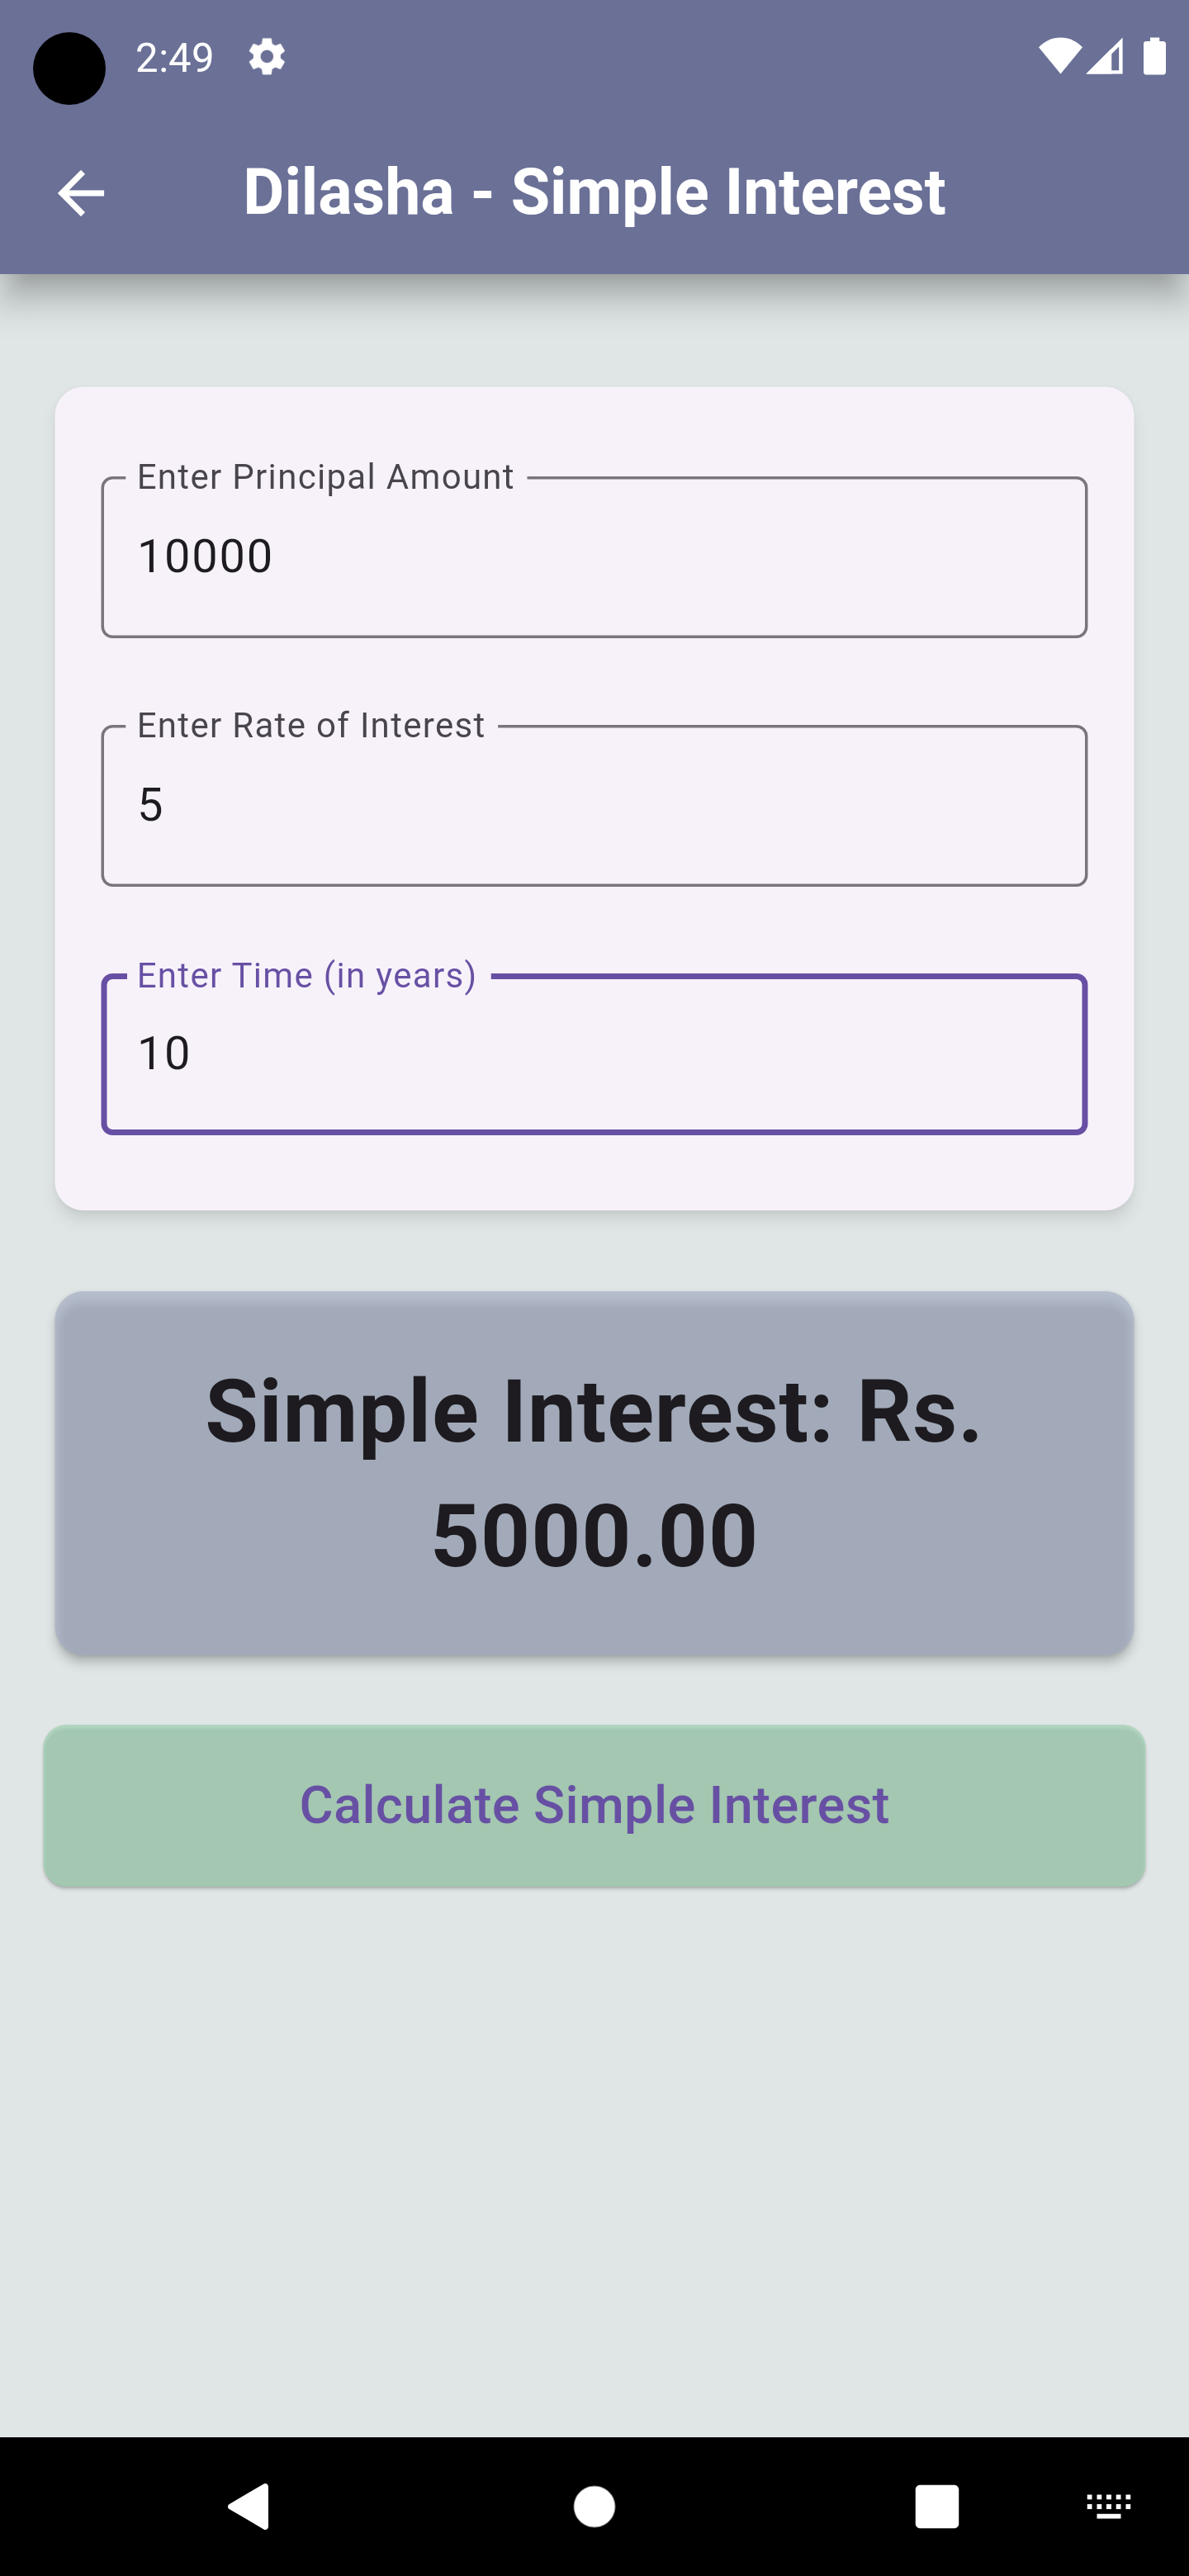 2:49
Dilasha - Simple Interest
Enter Principal Amount
10000
Enter Rate of Interest
5
Enter Time (in years)
10
Simple Interest: Rs.
5000.00
Calculate Simple Interest